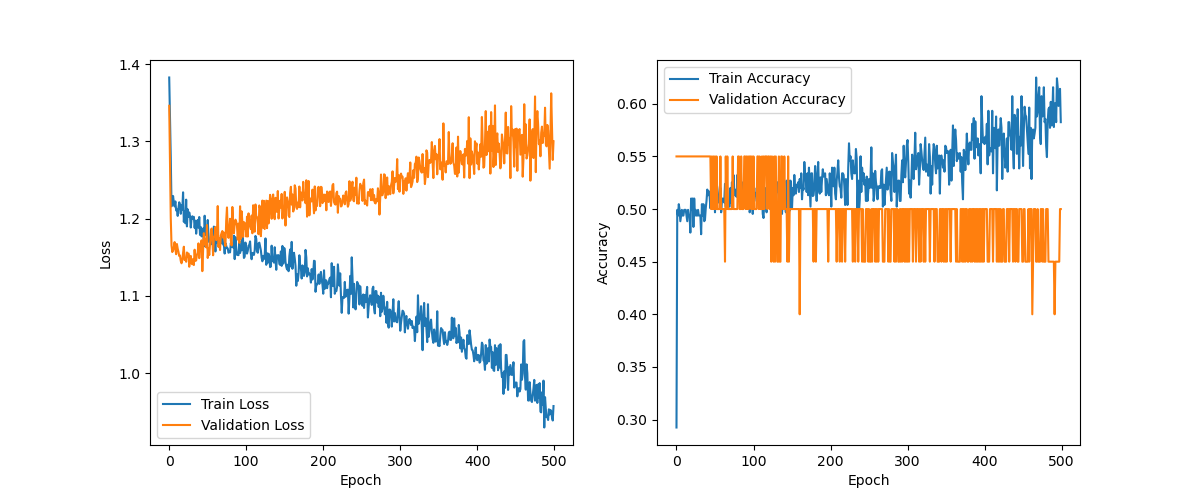 1.4
1.3
1.2
1.1
1.0
Loss
0 100 200 300 400 500
Epoch
Train Loss
Validation Loss
Train Accuracy
Validation Accuracy
0.60
0.55
0.50
0.45
0.40
0.35
0.30
Accuracy
0 100 200 300 400 500
Epoch